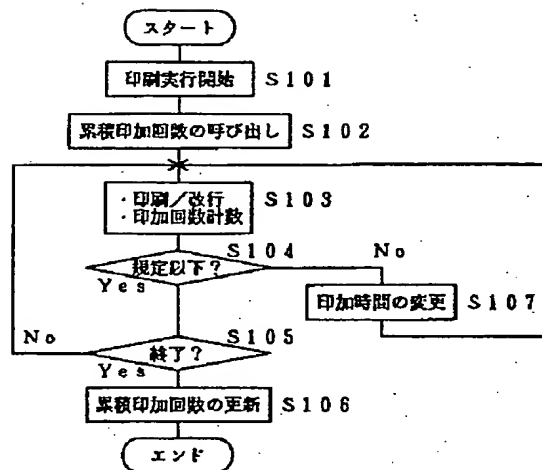 スタート
印刷実行開始 S101
累積印加回数の呼び出し S102
・印刷/改行
・印加回数計数 S103
規定以下? S104
Yes
No
印加時間の変更 S107
終了? S105
No
Yes
累積印加回数の更新 S106
エンド